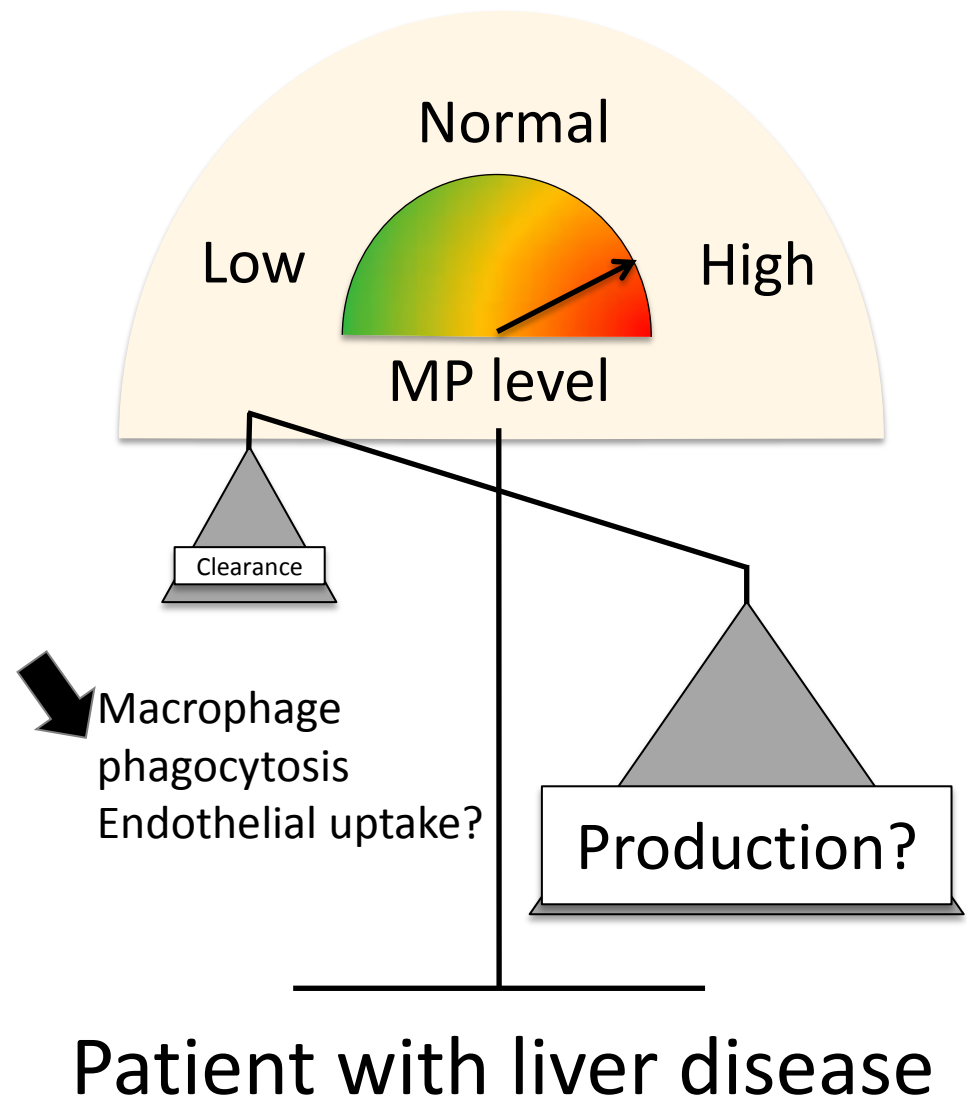 Normal
Low
High
MP level
Clearance
Macrophage
phagocytosis
Endothelial uptake?
Production?
Patient with liver disease